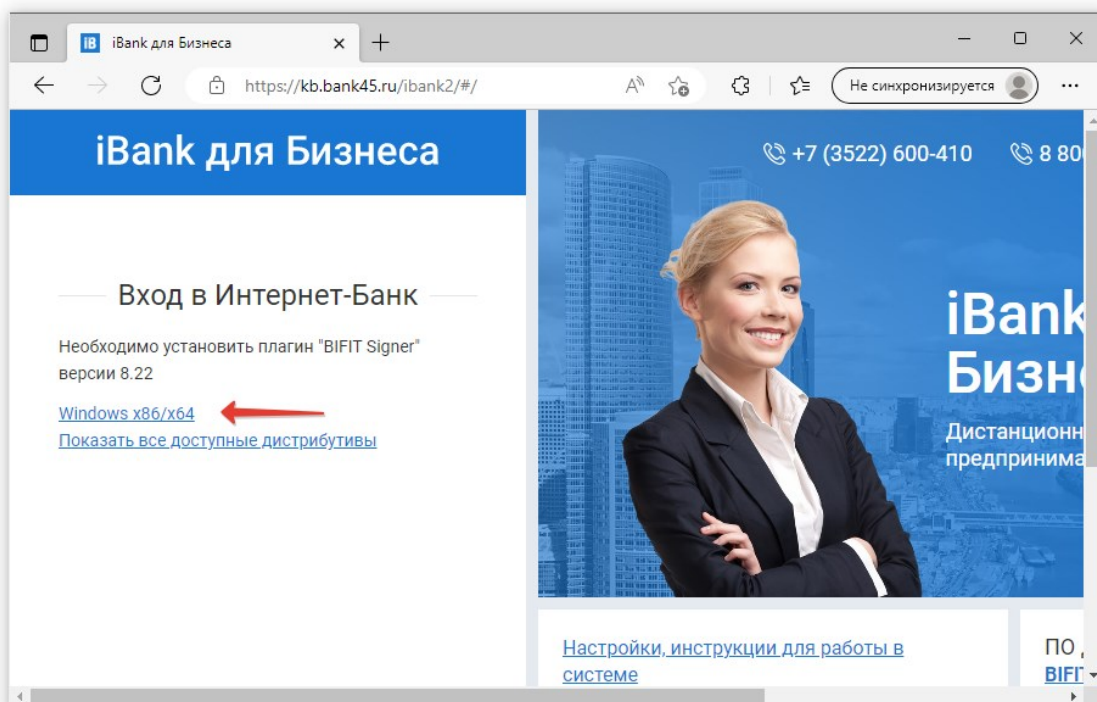 iBank для Бизнеса
https://kb.bank45.ru/ibank2/#/
Не синхронизируется
iBank для Бизнеса
+7 (3522) 600-410
8 80
Вход в Интернет-Банк
Необходимо установить плагин "BIFIT Signer"
версии 8.22
Windows x86/x64
Показать все доступные дистрибутивы
iBank
Бизн
Дистанционн
предпринима
Настройки, инструкции для работы в
системе
ПО
BIFI